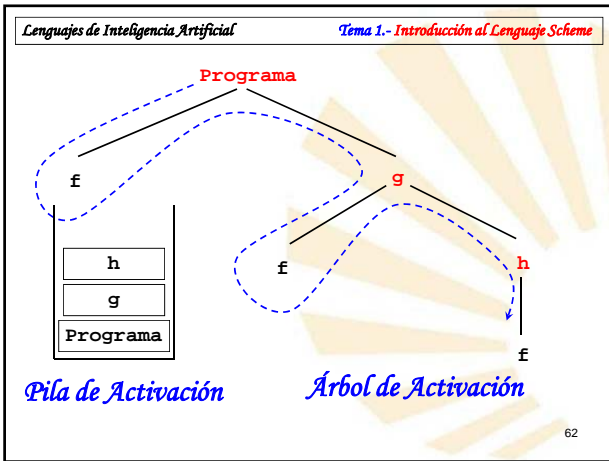 Lenguajes de Inteligencia Artificial Tema 1.- Introducción al Lenguaje Scheme
Programa
f
g
h
f
h
g
Programa
f
Pila de Activación
Árbol de Activación
62